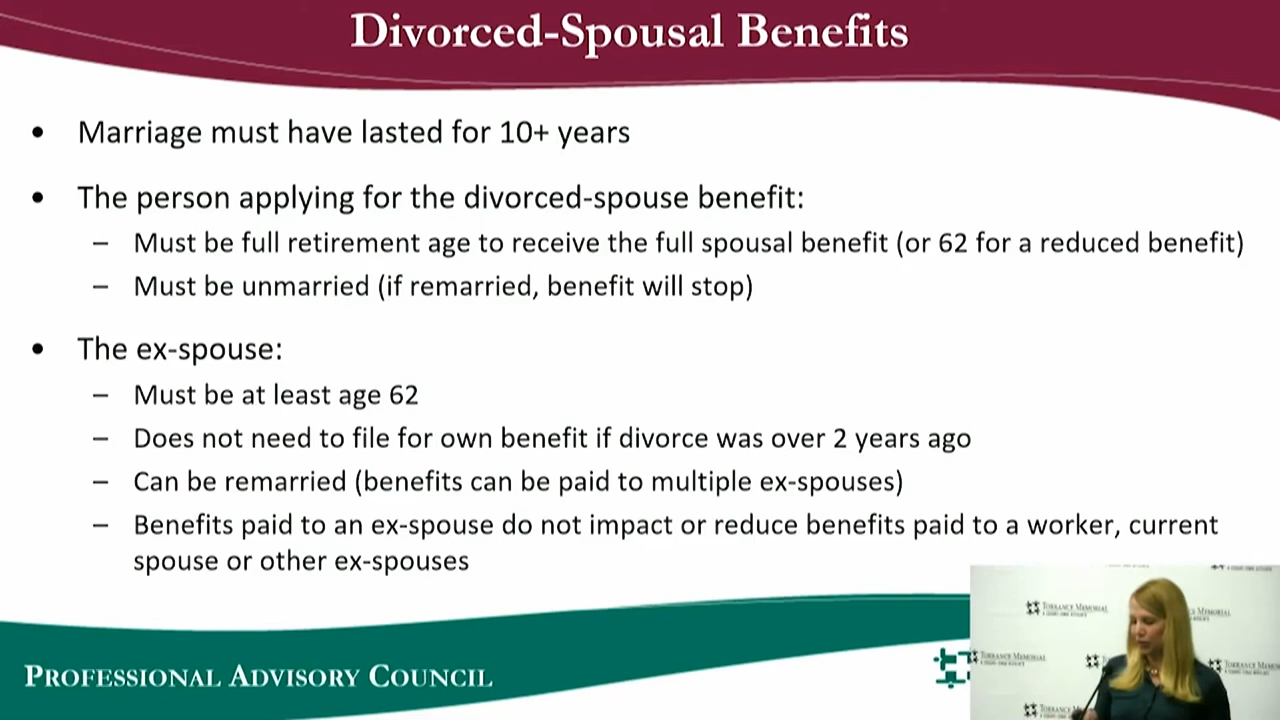 Divorced-Spousal Benefits
• Marriage must have lasted for 10+ years
• The person applying for the divorced-spouse benefit:
– Must be full retirement age to receive the full spousal benefit (or 62 for a reduced benefit)
– Must be unmarried (if remarried, benefit will stop)
• The ex-spouse:
– Must be at least age 62
– Does not need to file for own benefit if divorce was over 2 years ago
– Can be remarried (benefits can be paid to multiple ex-spouses)
– Benefits paid to an ex-spouse do not impact or reduce benefits paid to a worker, current
spouse or other ex-spouses
PROFESSIONAL ADVISORY COUNCIL
TORRANCE MEMORIAL
TORRANCE MEMORIAL